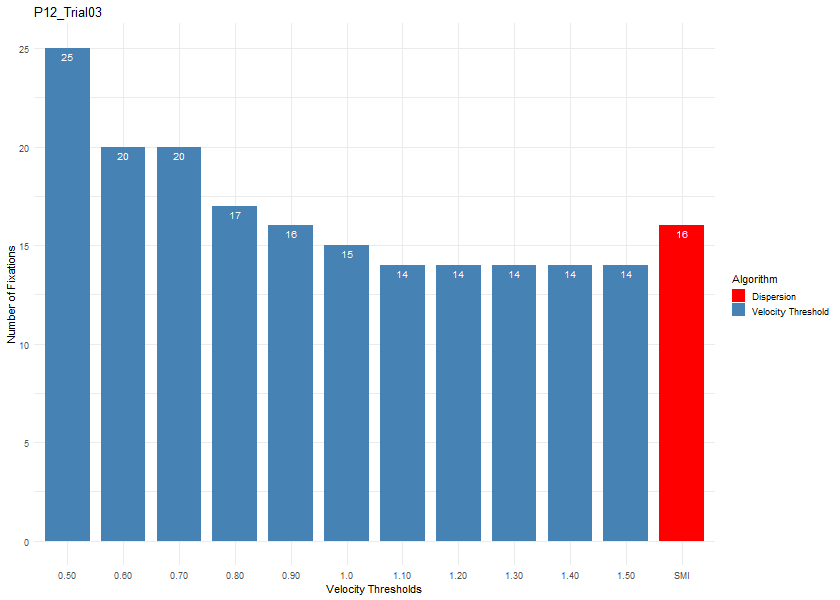 P12_Trial03
25
20
15
10
5
0
Number of Fixations
25
20
20
17
16
15
14
14
14
14
14
16
0.50 0.60 0.70 0.80 0.90 1.0 1.10 1.20 1.30 1.40 1.50 SMI
Velocity Thresholds
Algorithm
Dispersion
Velocity Threshold